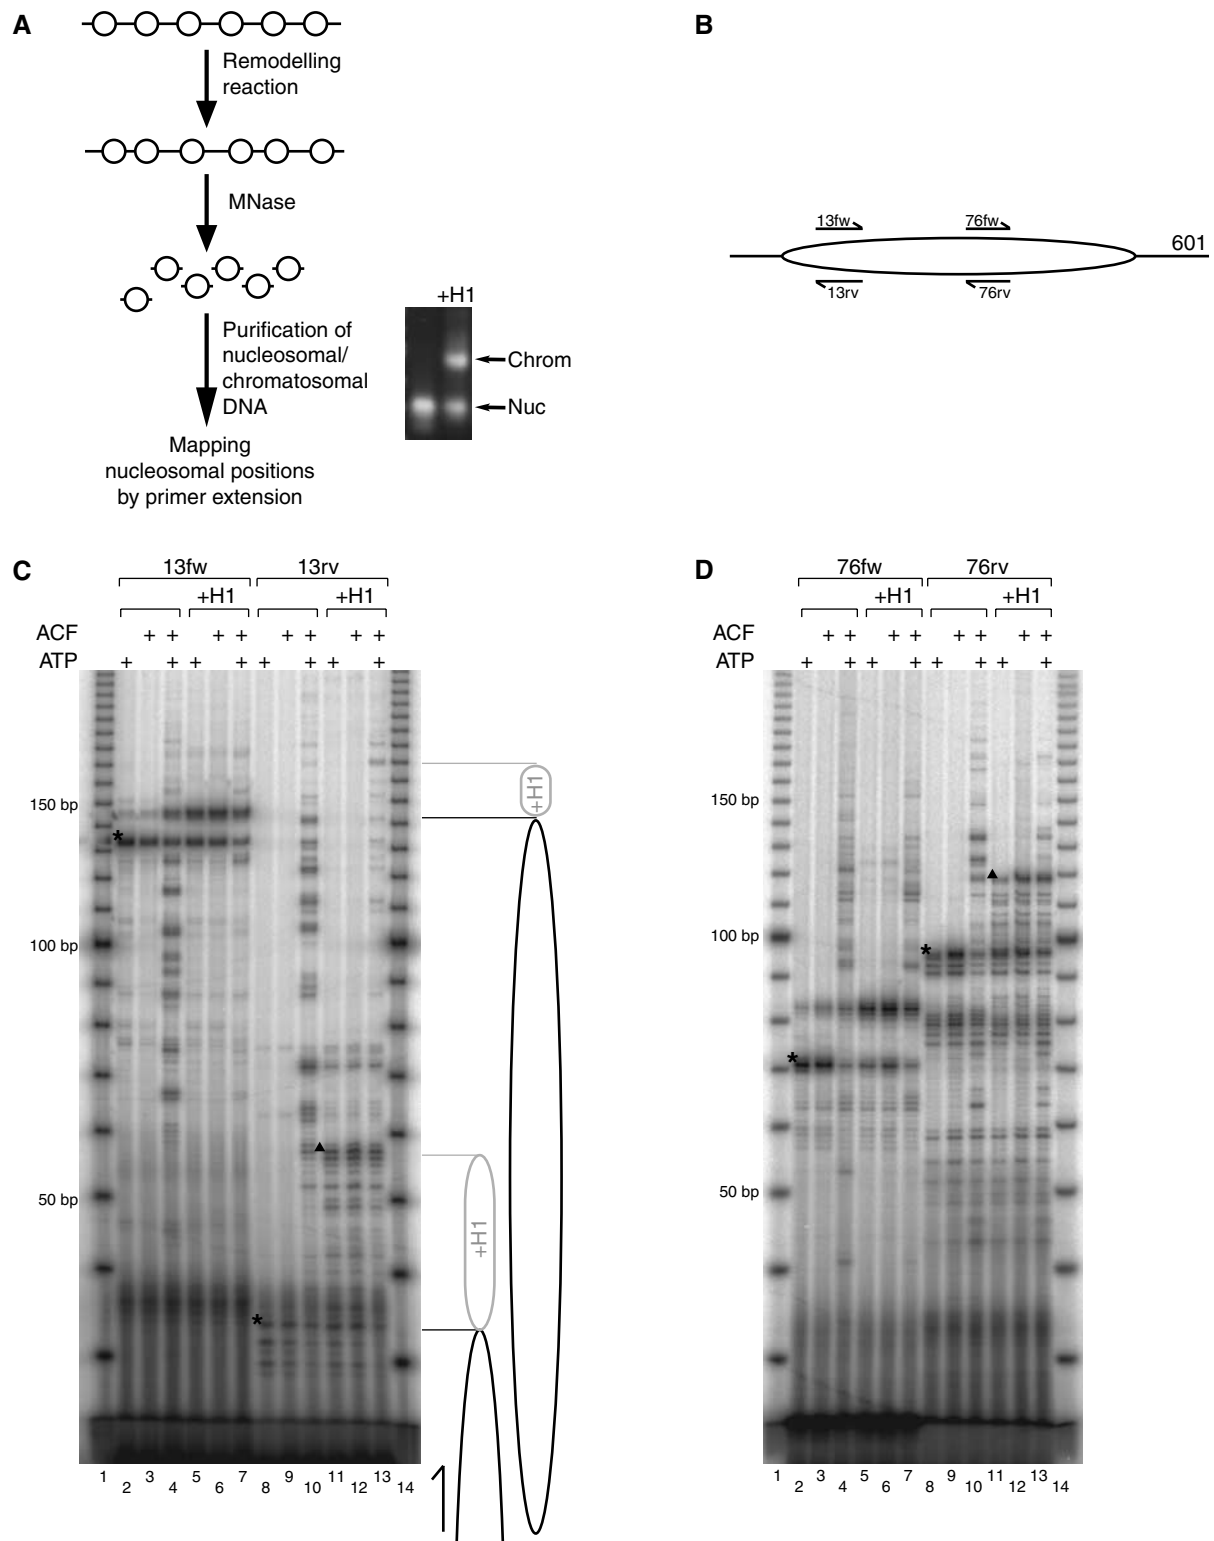 A
Remodelling
reaction
MNase
Purification of
nucleosomal/
chromatosomal
DNA
Mapping
nucleosomal positions
by primer extension
+H1
Chrom
Nuc
B
13fw
76fw
601
13rv
76rv
C
13fw 13rv
+H1 +H1
ACF + + + + + + + +
ATP + + + + + + + +
150 bp
100 bp
50 bp
*
*
+H1
+H1
1 2 3 4 5 6 7 8 9 10 11 12 13 14
D
76fw 76rv
+H1 +H1
ACF + + + + + + + +
ATP + + + + + + + +
150 bp
100 bp
50 bp
*
*
1 2 3 4 5 6 7 8 9 10 11 12 13 14